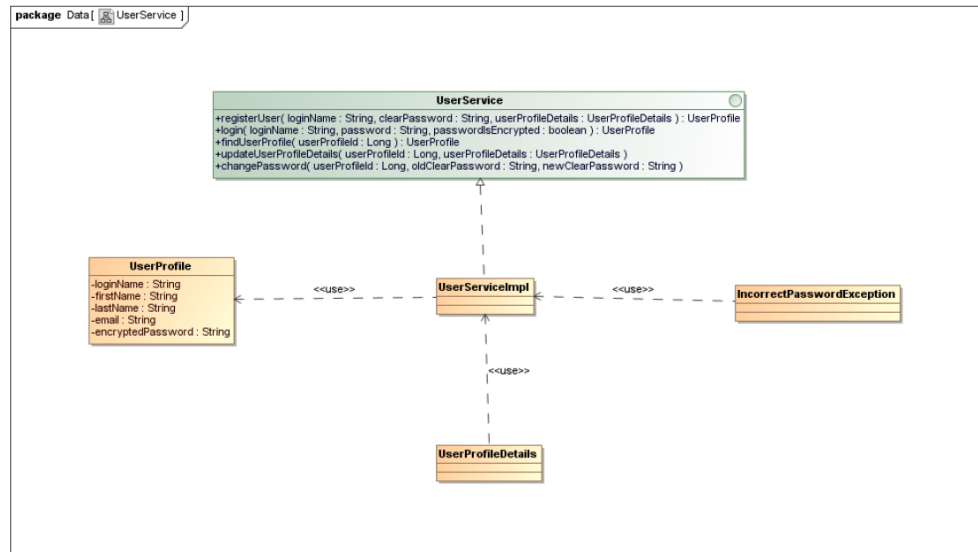 package Data [ UserService ]
UserService
+registerUser( loginName : String, clearPassword : String, userProfileDetails : UserProfileDetails ) : UserProfile
+login( loginName : String, password : String, passwordIsEncrypted : boolean ) : UserProfile
+findUserProfile( userProfileId : Long ) : UserProfile
+updateUserProfileDetails( userProfileId : Long, userProfileDetails : UserProfileDetails )
+changePassword( userProfileId : Long, oldClearPassword : String, newClearPassword : String )
UserProfile
-loginName : String
-firstName : String
-lastName : String
-email : String
-encryptedPassword : String
<<use>>
UserServiceImpl
<<use>>
IncorrectPasswordException
<<use>>
UserProfileDetails